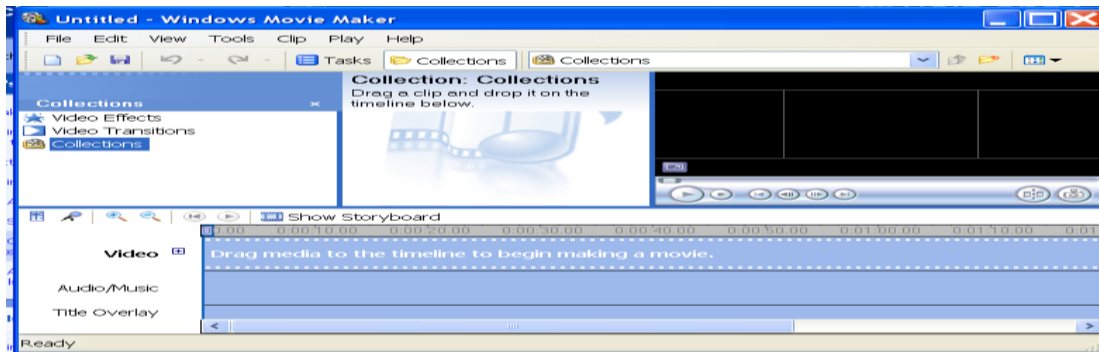 Untitled - Windows Movie Maker
File Edit View Tools Clip Play Help
Tasks Collections Collections
Collections
Video Effects
Video Transitions
Collections
Collection: Collections
Drag a clip and drop it on the
timeline below.
Show Storyboard
0:00:10.00 0:00:20.00 0:00:30.00 0:00:40.00 0:00:50.00 0:01:00.00 0:01:10.00 0:01
Video Drag media to the timeline to begin making a movie.
Audio/Music
Title Overlay
Ready